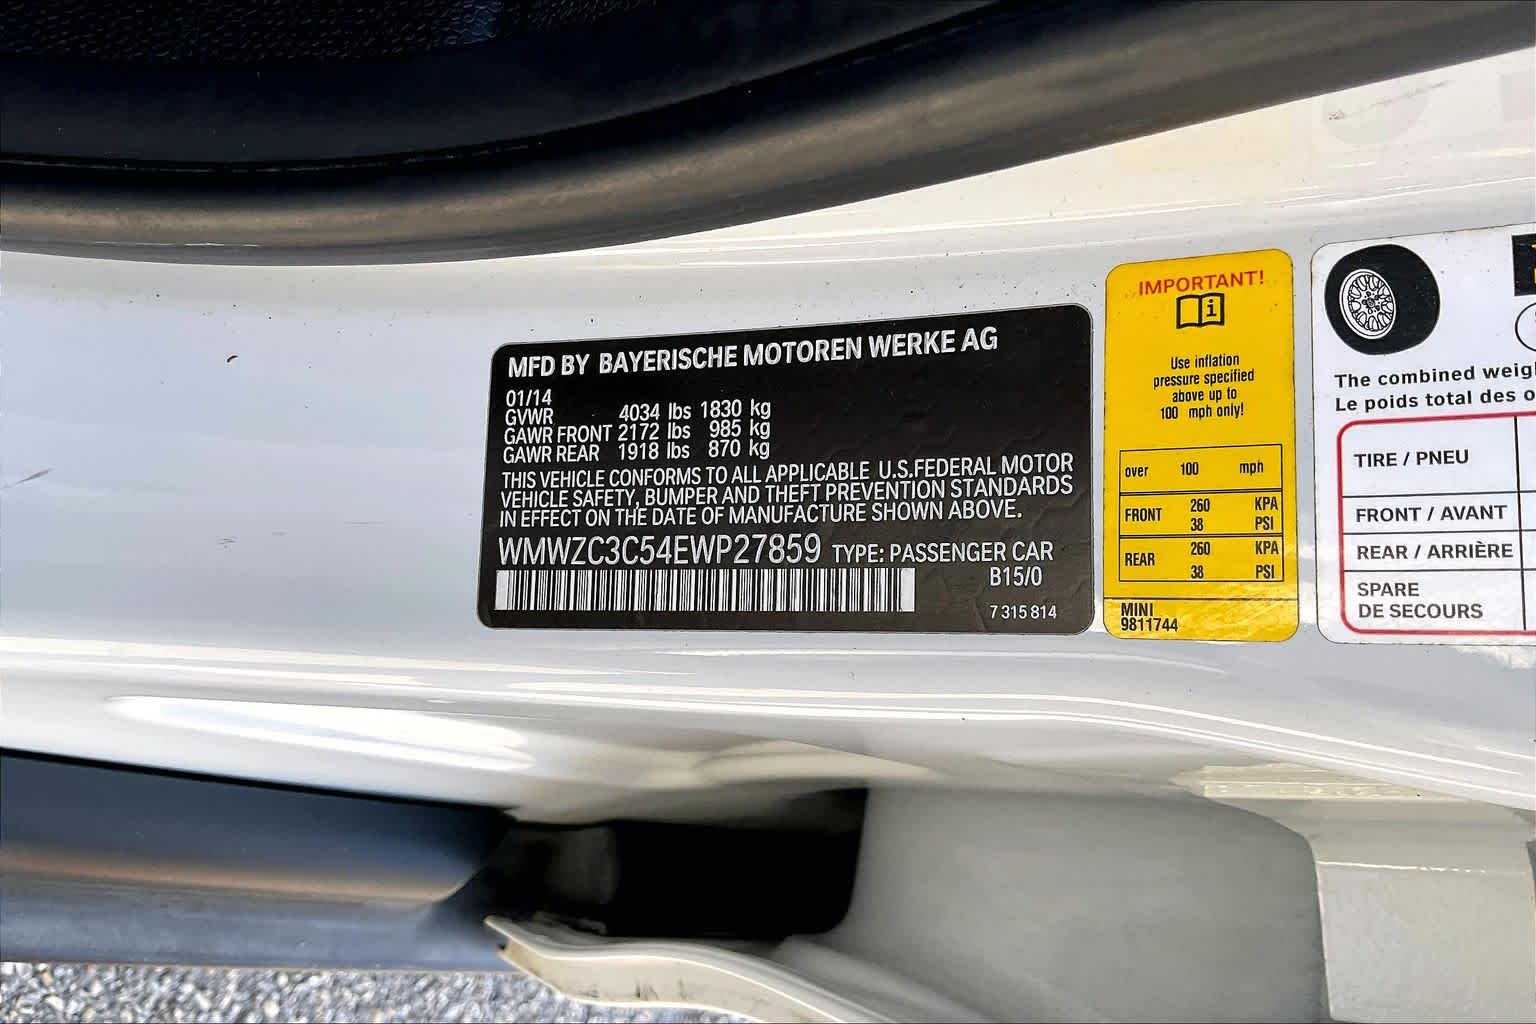 MFD BY BAYERISCHE MOTOREN WERKE AG
01/14
GVWR 4034 lbs 1830 kg
GAWR FRONT 2172 lbs 985 kg
GAWR REAR 1918 lbs 870 kg
THIS VEHICLE CONFORMS TO ALL APPLICABLE U.S.FEDERAL MOTOR
VEHICLE SAFETY, BUMPER AND THEFT PREVENTION STANDARDS
IN EFFECT ON THE DATE OF MANUFACTURE SHOWN ABOVE.
WMWZC3C54EWP27859 TYPE: PASSENGER CAR
B15/0
7 315 814
IMPORTANT!
i
Use inflation
pressure specified
above up to
100 mph only!
over 100 mph
FRONT 260 KPA
38 PSI
REAR 260 KPA
38 PSI
MINI
9811744
The combined
Le poids total des
TIRE / PNEU
FRONT / AVANT
REAR / ARRIÈRE
SPARE
DE SECOURS